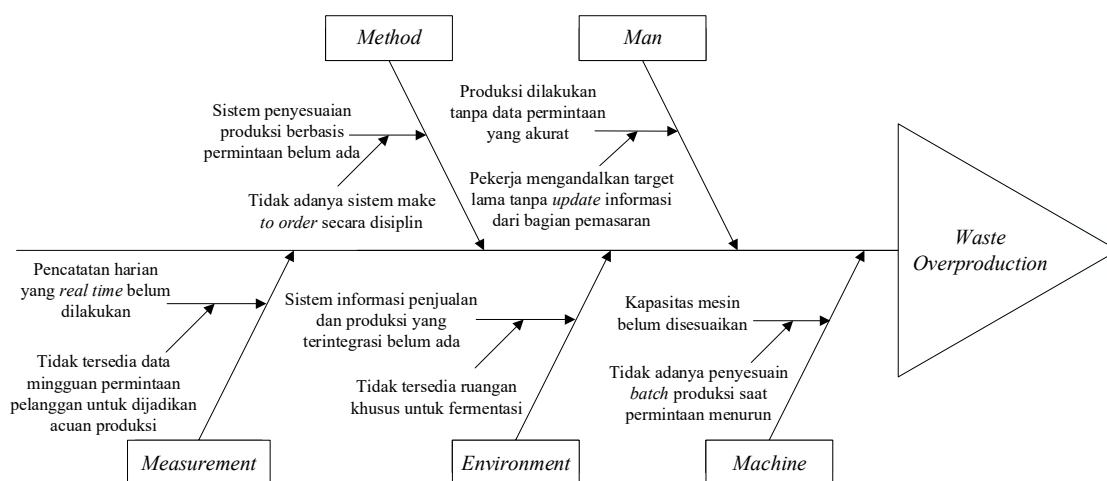 Method
Man
Sistem penyesuaian
produksi berbasis
permintaan belum ada
Tidak adanya sistem make
to order secara disiplin
Produksi dilakukan
tanpa data permintaan
yang akurat
Pekerja mengandalkan target
lama tanpa update informasi
dari bagian pemasaran
Waste
Overproduction
Pencatatan harian
yang real time belum
dilakukan
Tidak tersedia data
mingguan permintaan
pelanggan untuk dijadikan
acuan produksi
Sistem informasi penjualan
dan produksi yang
terintegrasi belum ada
Tidak tersedia ruangan
khusus untuk fermentasi
Kapasitas mesin
belum disesuaikan
Tidak adanya penyesuain
batch produksi saat
permintaan menurun
Measurement
Environment
Machine